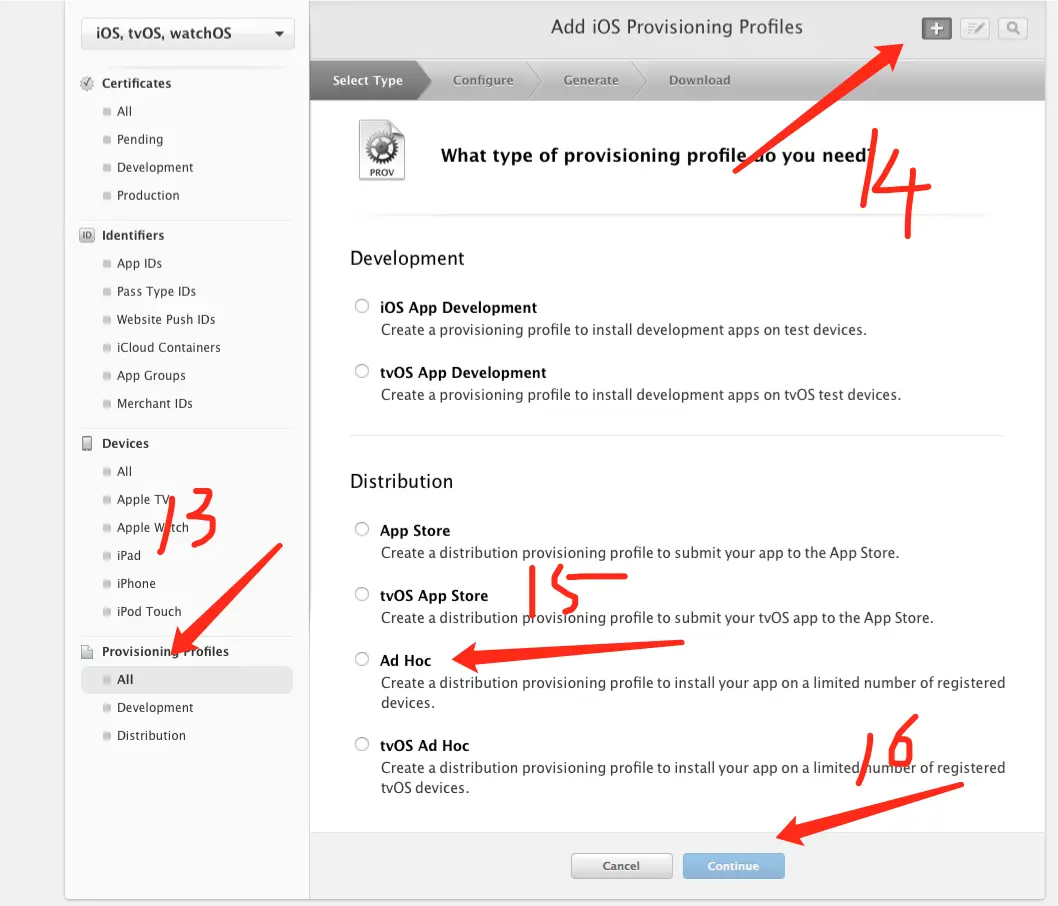 iOS, tvOS, watchOS
Certificates
All
Pending
Development
Production
ID Identifiers
App IDs
Pass Type IDs
Website Push IDs
iCloud Containers
App Groups
Merchant IDs
Devices
All
Apple TV
Apple Watch
iPad
iPhone
iPod Touch
13
Provisioning Profiles
All
Development
Distribution
Add iOS Provisioning Profiles
14
Select Type
Configure
Generate
Download
PROV
What type of provisioning profile do you need?
Development
iOS App Development
Create a provisioning profile to install development apps on test devices.
tvOS App Development
Create a provisioning profile to install development apps on tvOS test devices.
Distribution
App Store
Create a distribution provisioning profile to submit your app to the App Store.
tvOS App Store
Create a distribution provisioning profile to submit your tvOS app to the App Store.
15
Ad Hoc
Create a distribution provisioning profile to install your app on a limited number of registered
devices.
tvOS Ad Hoc
Create a distribution provisioning profile to install your app on a limited number of registered
tvOS devices.
16
Cancel
Continue